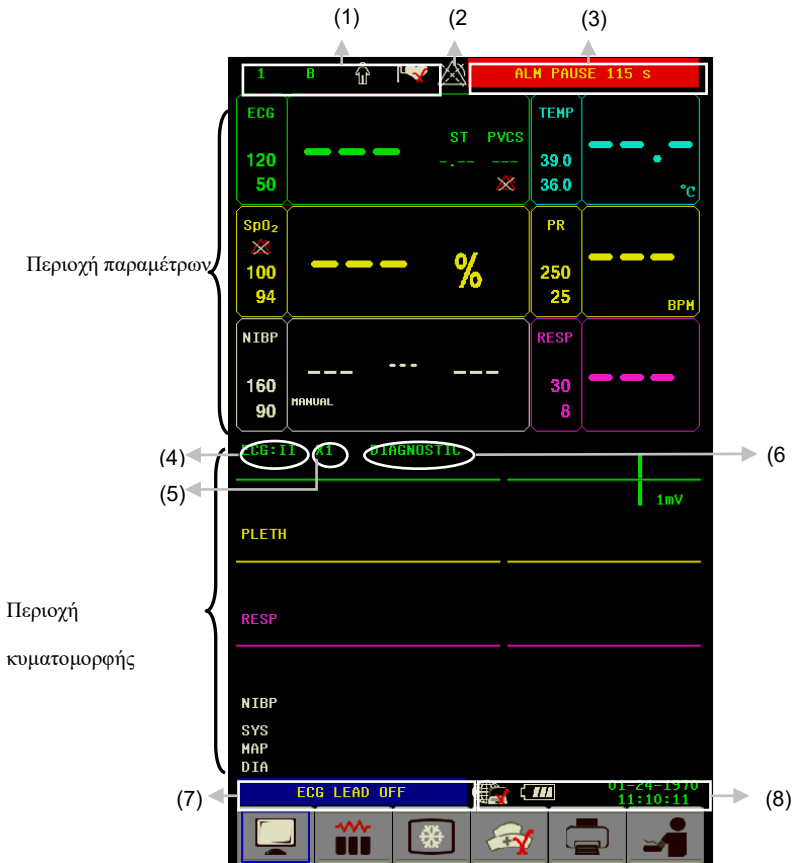 (1)
(2
(3)
1 B
ALM PAUSE 115 s
Περιοχή παραμέτρων
ECG
120
50
--- ST PVCS
-.-- ---
TEMP
39.0
36.0
--.-
°C
SpO₂
100
94
--- %
PR
250
25
---
BPM
NIBP
160
90
--- --- ---
MANUAL
RESP
30
8
---
(4)
(5)
(6
ECG:II X1 DIAGNOSTIC
1mV
Περιοχή
κυματομορφής
PLETH
RESP
NIBP
SYS
MAP
DIA
(7)
ECG LEAD OFF
01-24-1970
11:10:11
(8)